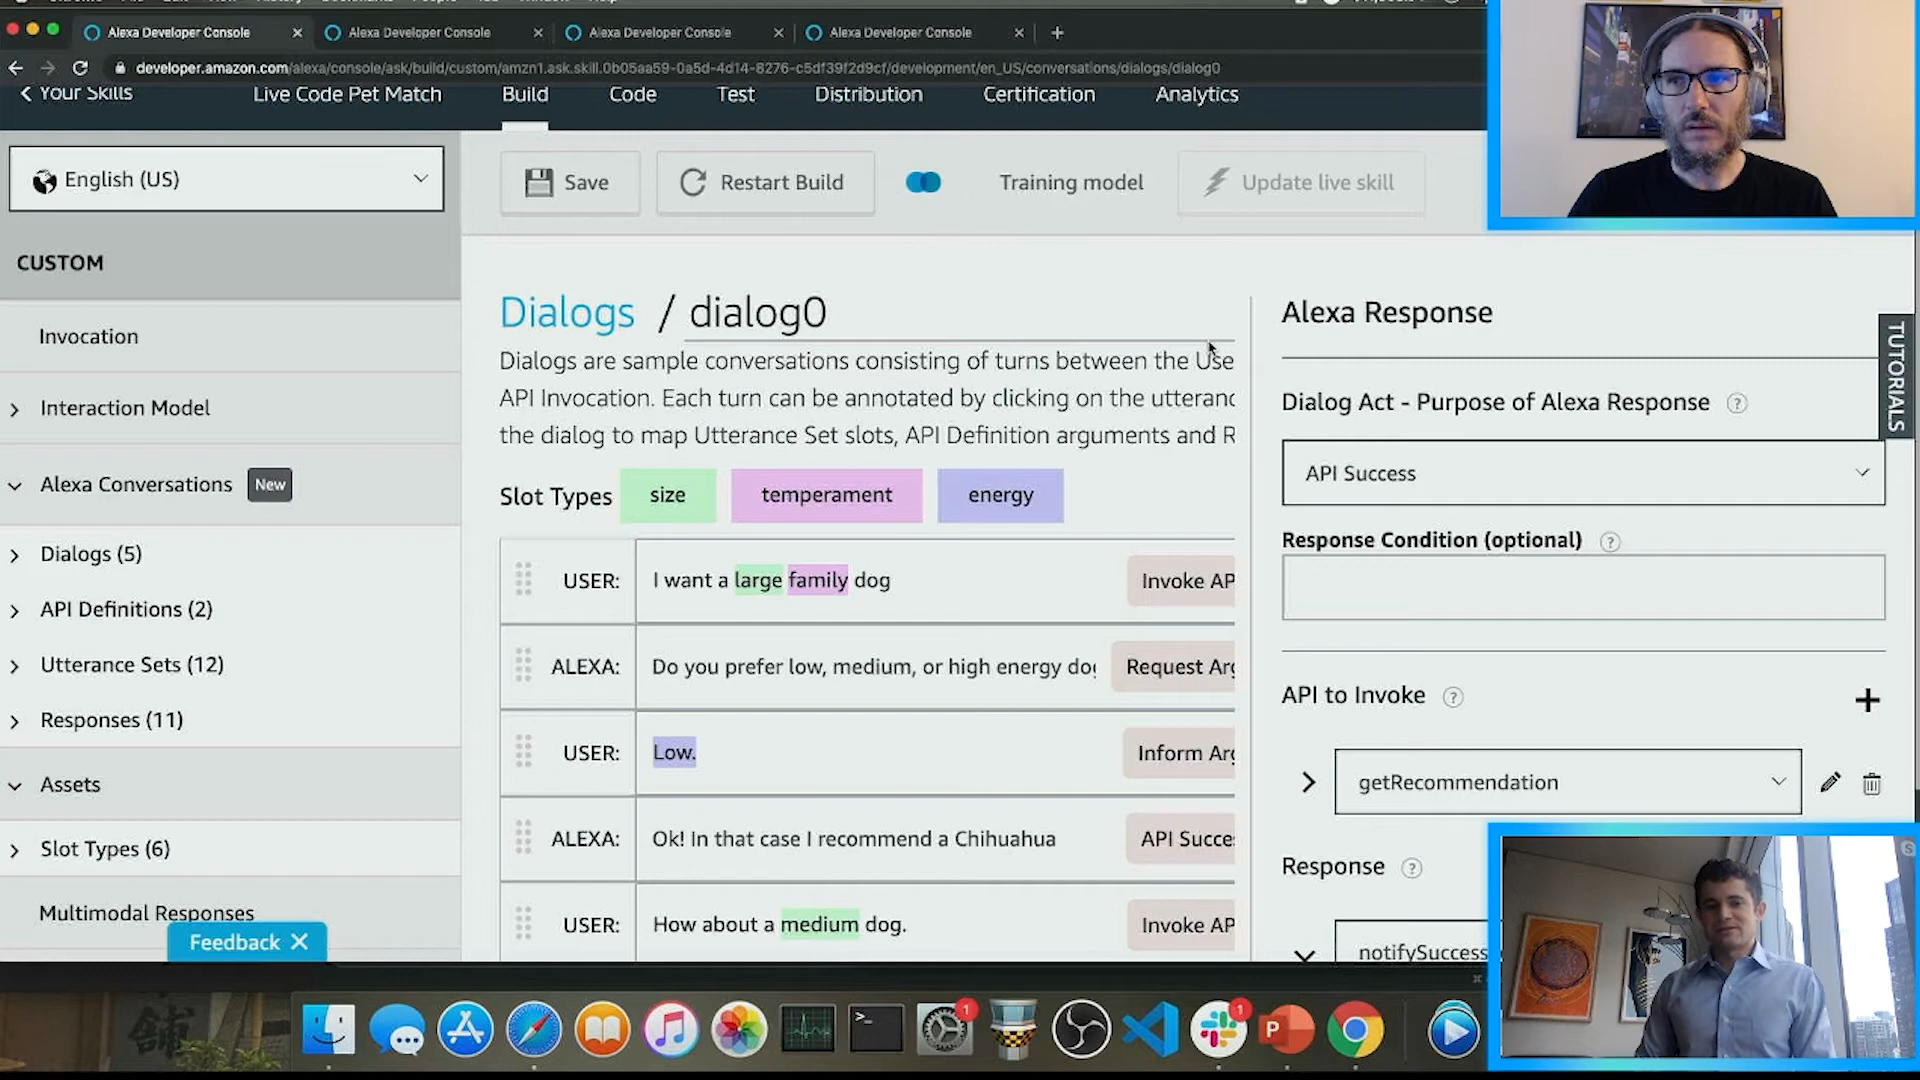 Alexa Developer Console
Alexa Developer Console
Alexa Developer Console
Alexa Developer Console
developer.amazon.com/alexa/console/ask/build/custom/amzn1.ask.skill.0b05aa59-0a5d-4d14-8276-c5df39f2d9cf/development/en_US/conversations/dialogs/dialog0
Your Skills
Live Code Pet Match
Build
Code
Test
Distribution
Certification
Analytics
English (US)
Save
Restart Build
Training model
Update live skill
CUSTOM
Invocation
Interaction Model
Alexa Conversations New
Dialogs (5)
API Definitions (2)
Utterance Sets (12)
Responses (11)
Assets
Slot Types (6)
Multimodal Responses
Feedback
Dialogs / dialog0
Dialogs are sample conversations consisting of turns between the Use
API Invocation. Each turn can be annotated by clicking on the utteranc
the dialog to map Utterance Set slots, API Definition arguments and R
Slot Types size temperament energy
USER: I want a large family dog Invoke AP
ALEXA: Do you prefer low, medium, or high energy dog Request Arg
USER: Low. Inform Arg
ALEXA: Ok! In that case I recommend a Chihuahua API Succe
USER: How about a medium dog. Invoke AP
Alexa Response
Dialog Act - Purpose of Alexa Response ?
API Success
Response Condition (optional) ?
API to Invoke ?
getRecommendation
Response ?
notifySuccess
TUTORIALS
1
1
P
S